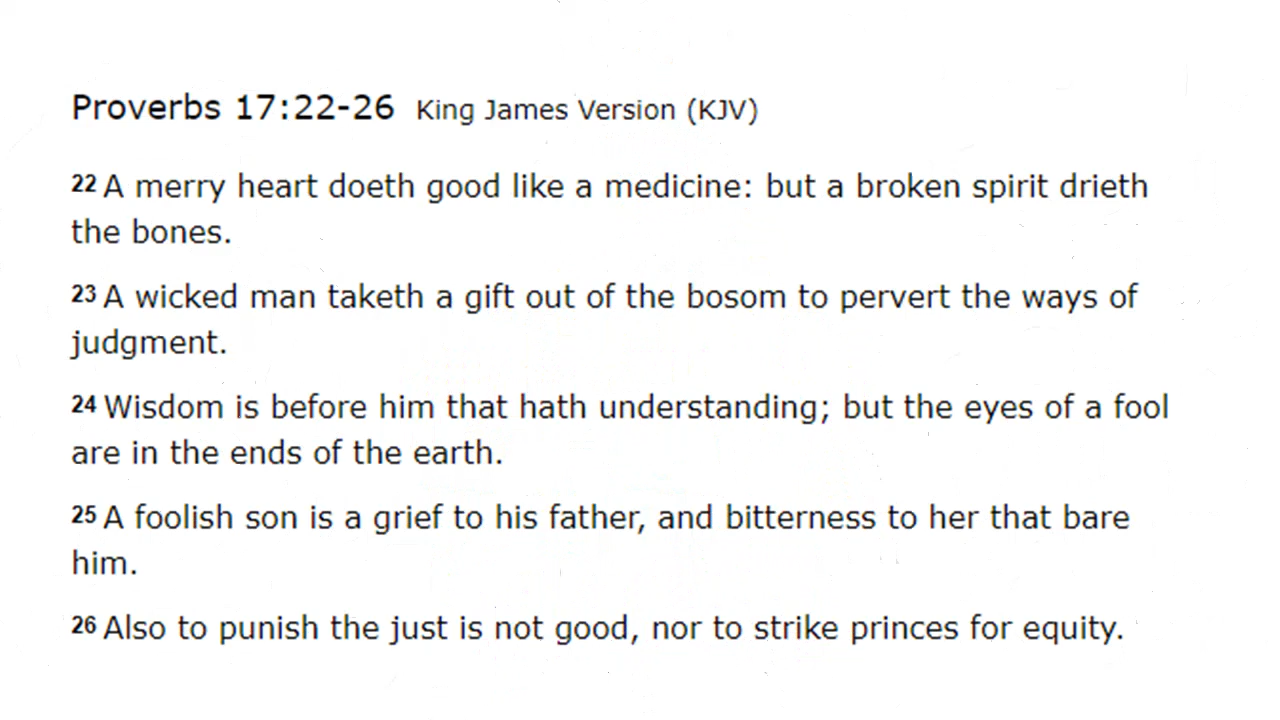 Proverbs 17:22-26 King James Version (KJV)
22 A merry heart doeth good like a medicine: but a broken spirit drieth
the bones.
23 A wicked man taketh a gift out of the bosom to pervert the ways of
judgment.
24 Wisdom is before him that hath understanding; but the eyes of a fool
are in the ends of the earth.
25 A foolish son is a grief to his father, and bitterness to her that bare
him.
26 Also to punish the just is not good, nor to strike princes for equity.